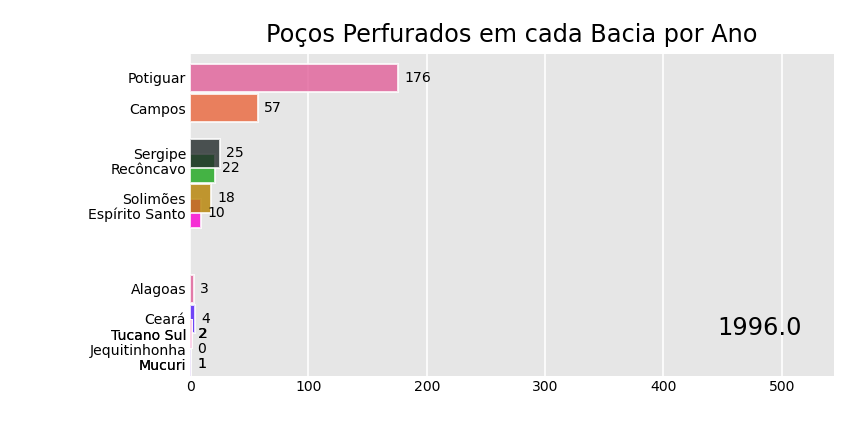 Poços Perfurados em cada Bacia por Ano
Potiguar 176
Campos 57
Sergipe 25
Recôncavo 22
Solimões 18
Espírito Santo 10
Alagoas 3
Ceará 4
Tucano Sul 2
Jequitinhonha 0
Mucuri 1
1996.0
0 100 200 300 400 500